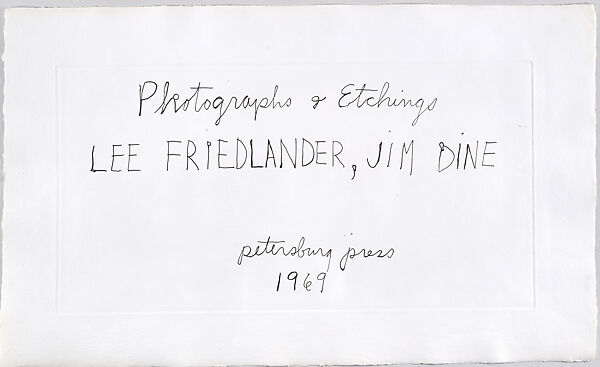 Photographs & Etchings
LEE FRIEDLANDER, JIM DINE
petersburg press
1969